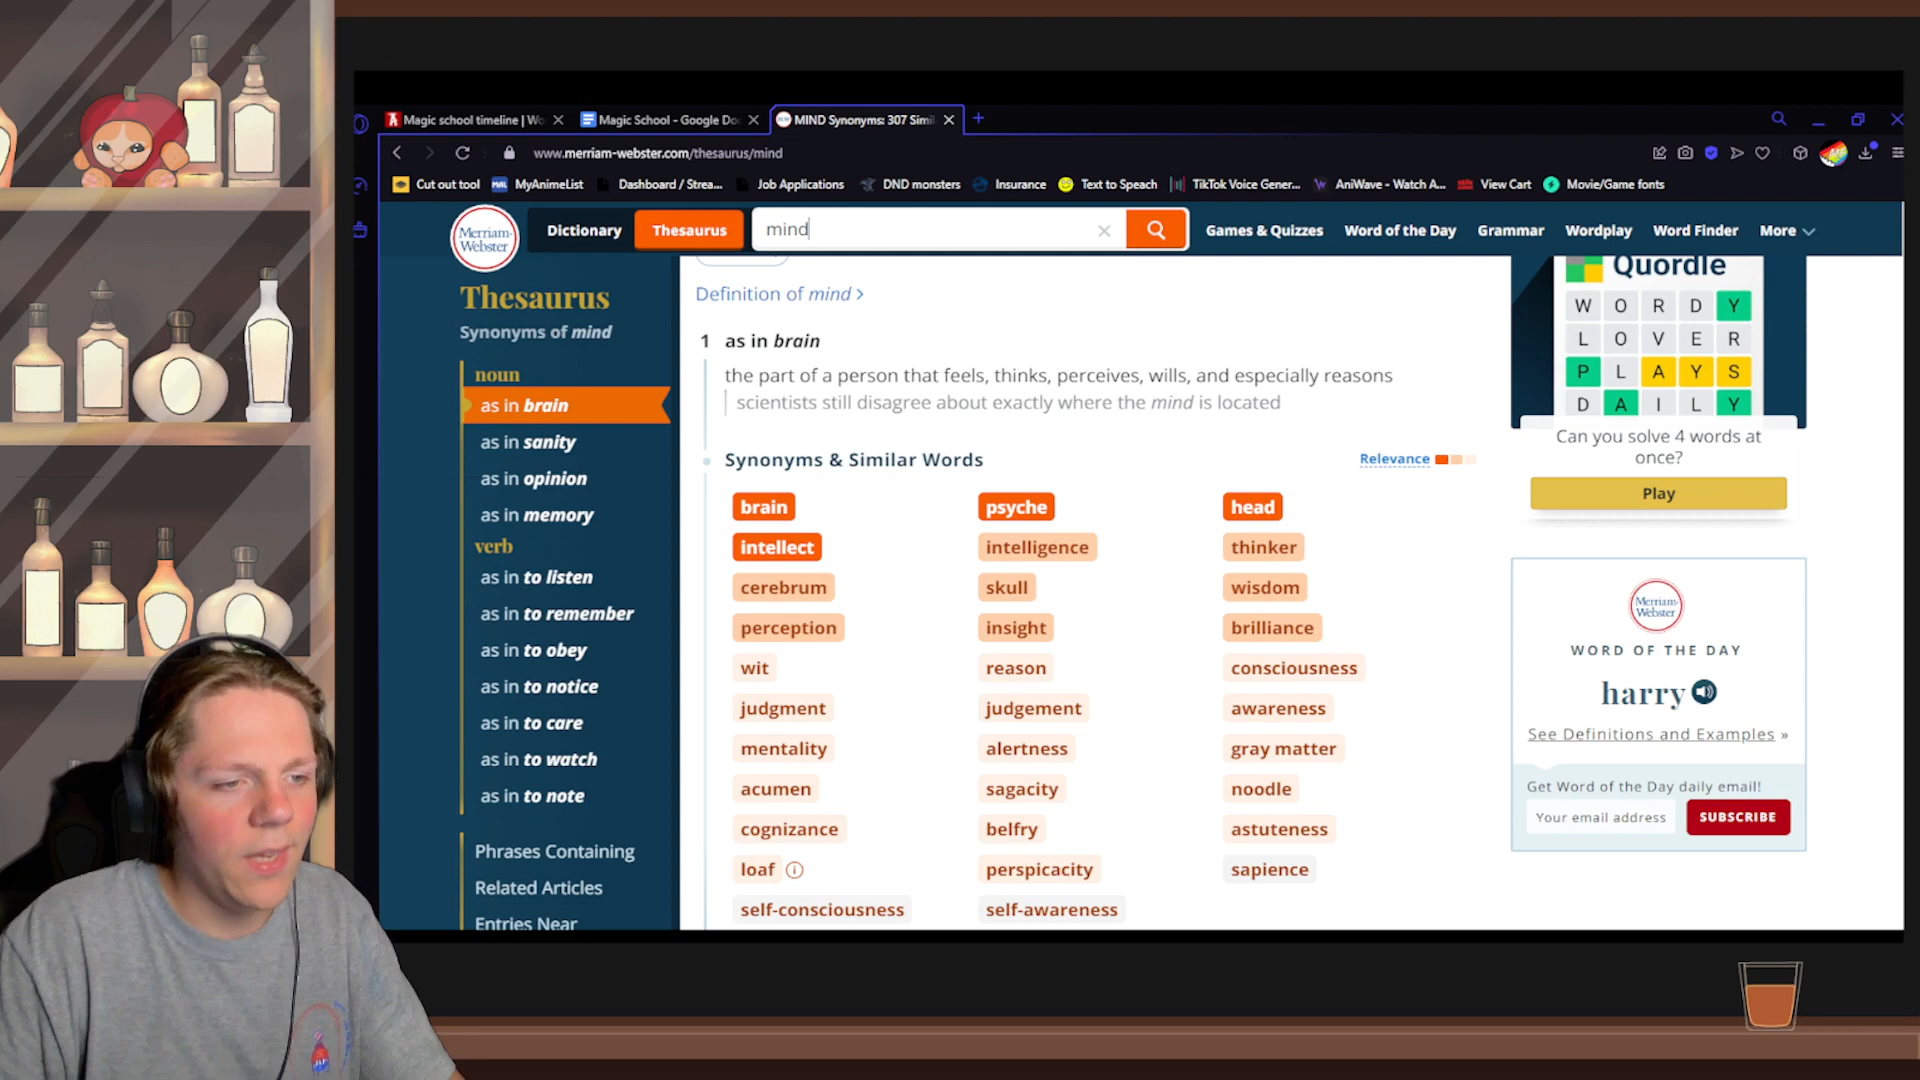 Magic school timeline | Wo
Magic School - Google Do
MIND Synonyms: 307 Simil
www.merriam-webster.com/thesaurus/mind
Cut out tool
MAL MyAnimeList
Dashboard / Strea...
Job Applications
DND monsters
Insurance
Text to Speech
TikTok Voice Gener...
AniWave - Watch A...
View Cart
Movie/Game fonts
Merriam-
Webster
Dictionary
Thesaurus
mind
Games & Quizzes
Word of the Day
Grammar
Wordplay
Word Finder
More
Thesaurus
Synonyms of mind
noun
as in brain
as in sanity
as in opinion
as in memory
verb
as in to listen
as in to remember
as in to obey
as in to notice
as in to care
as in to watch
as in to note
Phrases Containing
Related Articles
Entries Near
Definition of mind >
1 as in brain
the part of a person that feels, thinks, perceives, wills, and especially reasons
scientists still disagree about exactly where the mind is located
Synonyms & Similar Words
Relevance
brain psyche head
intellect intelligence thinker
cerebrum skull wisdom
perception insight brilliance
wit reason consciousness
judgment judgement awareness
mentality alertness gray matter
acumen sagacity noodle
cognizance belfry astuteness
loaf perspicacity sapience
self-consciousness self-awareness
Quordle
W O R D Y
L O V E R
P L A Y S
D A I L Y
Can you solve 4 words at
once?
Play
Merriam-
Webster
WORD OF THE DAY
harry
See Definitions and Examples »
Get Word of the Day daily email!
Your email address
SUBSCRIBE